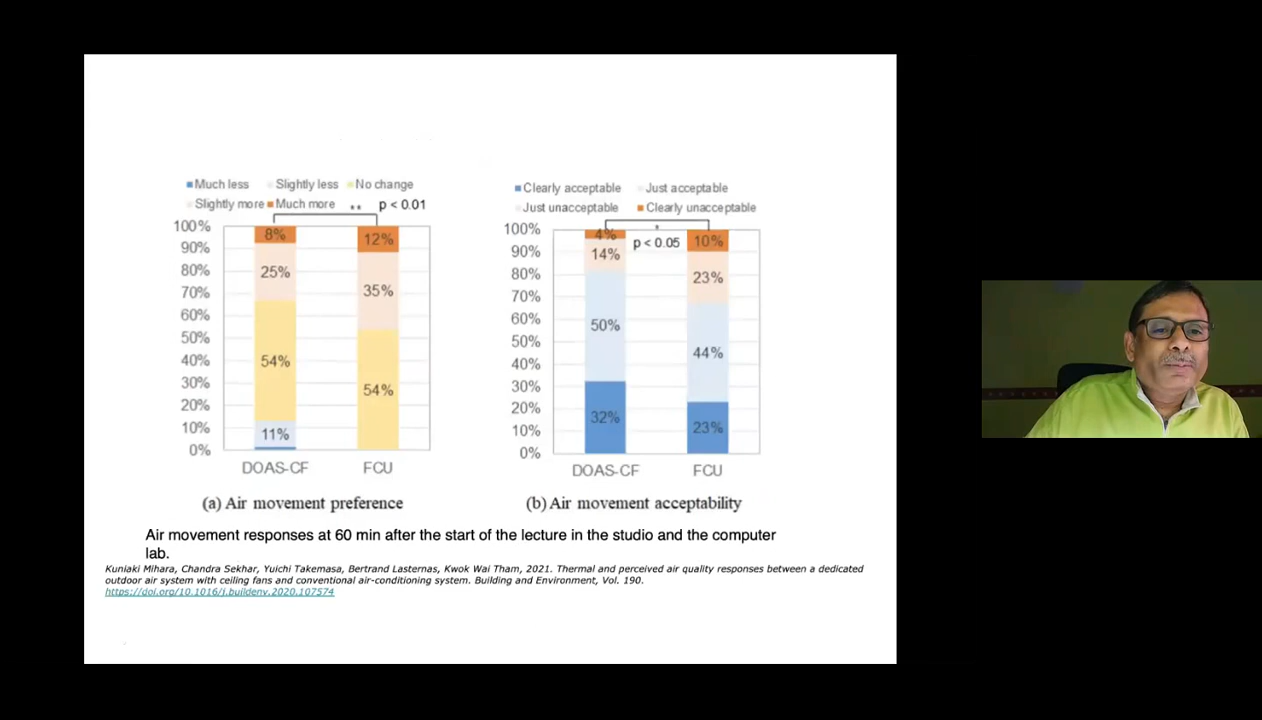 Much less Slightly less No change
Slightly more Much more ** p < 0.01
100%
90%
80%
70%
60%
50%
40%
30%
20%
10%
0%
8%
25%
54%
11%
12%
35%
54%
DOAS-CF FCU
(a) Air movement preference
Clearly acceptable Just acceptable
Just unacceptable Clearly unacceptable
*
p < 0.05
100%
90%
80%
70%
60%
50%
40%
30%
20%
10%
0%
4%
14%
50%
32%
10%
23%
44%
23%
DOAS-CF FCU
(b) Air movement acceptability
Air movement responses at 60 min after the start of the lecture in the studio and the computer
lab.
Kuniaki Mihara, Chandra Sekhar, Yuichi Takemasa, Bertrand Lasternas, Kwok Wai Tham, 2021. Thermal and perceived air quality responses between a dedicated
outdoor air system with ceiling fans and conventional air-conditioning system. Building and Environment, Vol. 190.
https://doi.org/10.1016/j.buildenv.2020.107574